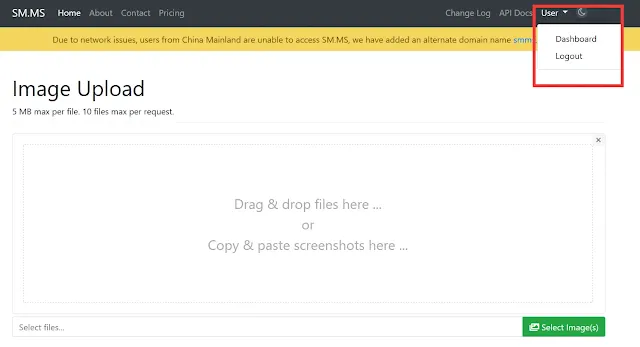 SM.MS Home About Contact Pricing Change Log API Docs User
Due to network issues, users from China Mainland are unable to access SM.MS, we have added an alternate domain name smm.
Dashboard
Logout
Image Upload
5 MB max per file. 10 files max per request.
×
Drag & drop files here ...
or
Copy & paste screenshots here ...
Select files... Select Image(s)